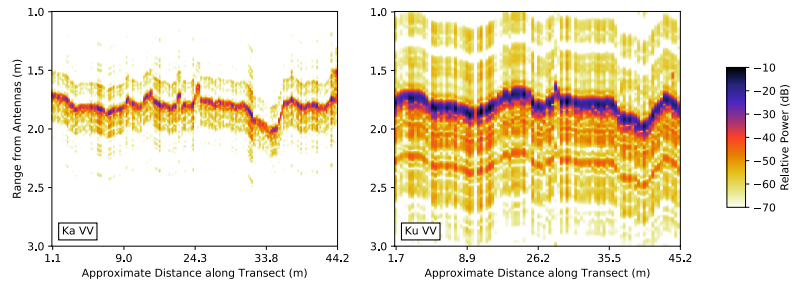 1.0
1.5
2.0
2.5
3.0
Range from Antennas (m)
Ka VV
1.1 9.0 24.3 33.8 44.2
Approximate Distance along Transect (m)
1.0
1.5
2.0
2.5
3.0
Ku VV
1.7 8.9 26.2 35.5 45.2
Approximate Distance along Transect (m)
−10
−20
−30
−40
−50
−60
−70
Relative Power (dB)